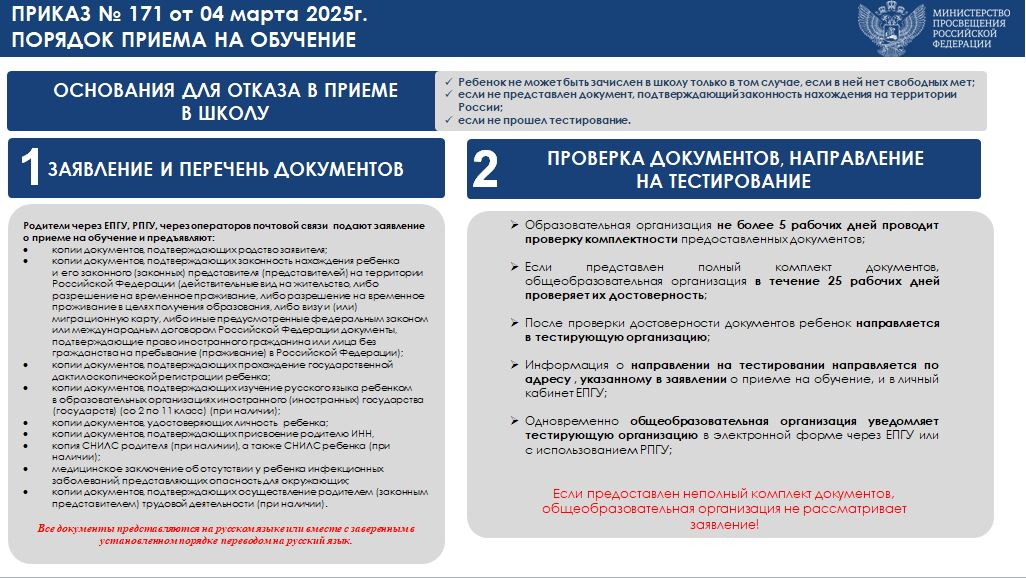 ПРИКАЗ № 171 от 04 марта 2025г.
ПОРЯДОК ПРИЕМА НА ОБУЧЕНИЕ
МИНИСТЕРСТВО
ПРОСВЕЩЕНИЯ
РОССИЙСКОЙ
ФЕДЕРАЦИИ
ОСНОВАНИЯ ДЛЯ ОТКАЗА В ПРИЕМЕ
В ШКОЛУ
✓ Ребенок не может быть зачислен в школу только в том случае, если в ней нет свободных мет;
✓ если не представлен документ, подтверждающий законность нахождения на территории
России;
✓ если не прошел тестирование.
1 ЗАЯВЛЕНИЕ И ПЕРЕЧЕНЬ ДОКУМЕНТОВ
Родители через ЕПГУ, РПГУ, через операторов почтовой связи подают заявление
о приеме на обучение и предъявляют:
• копии документов, подтверждающих родство заявителя;
• копии документов, подтверждающих законность нахождения ребенка
и его законного (законных) представителя (представителей) на территории
Российской Федерации (действительные вид на жительство, либо
разрешение на временное проживание, либо разрешение на временное
проживание в целях получения образования, либо визу и (или)
миграционную карту, либо иные предусмотренные федеральным законом
или международным договором Российской Федерации документы,
подтверждающие право иностранного гражданина или лица без
гражданства на пребывание (проживание) в Российской Федерации);
• копии документов, подтверждающих прохождение государственной
дактилоскопической регистрации ребенка;
• копии документов, подтверждающих изучение русского языка ребенком
в образовательных организациях иностранного (иностранных) государства
(государств) (со 2 по 11 класс) (при наличии);
• копии документов, удостоверяющих личность ребенка;
• копии документов, подтверждающих присвоение родителю ИНН,
• копия СНИЛС родителя (при наличии), а также СНИЛС ребенка (при
наличии);
• медицинское заключение об отсутствии у ребенка инфекционных
заболеваний, представляющих опасность для окружающих;
• копии документов, подтверждающих осуществление родителем (законным
представителем) трудовой деятельности (при наличии).
Все документы представляются на русском языке или вместе с заверенным в
установленном порядке переводом на русский язык.
2 ПРОВЕРКА ДОКУМЕНТОВ, НАПРАВЛЕНИЕ
НА ТЕСТИРОВАНИЕ
➢ Образовательная организация не более 5 рабочих дней проводит
проверку комплектности предоставленных документов;
➢ Если представлен полный комплект документов,
общеобразовательная организация в течение 25 рабочих дней
проверяет их достоверность;
➢ После проверки достоверности документов ребенок направляется
в тестирующую организацию;
➢ Информация о направлении на тестировании направляется по
адресу , указанному в заявлении о приеме на обучение, и в личный
кабинет ЕПГУ;
➢ Одновременно общеобразовательная организация уведомляет
тестирующую организацию в электронной форме через ЕПГУ или
с использованием РПГУ;
Если предоставлен неполный комплект документов,
общеобразовательная организация не рассматривает
заявление!